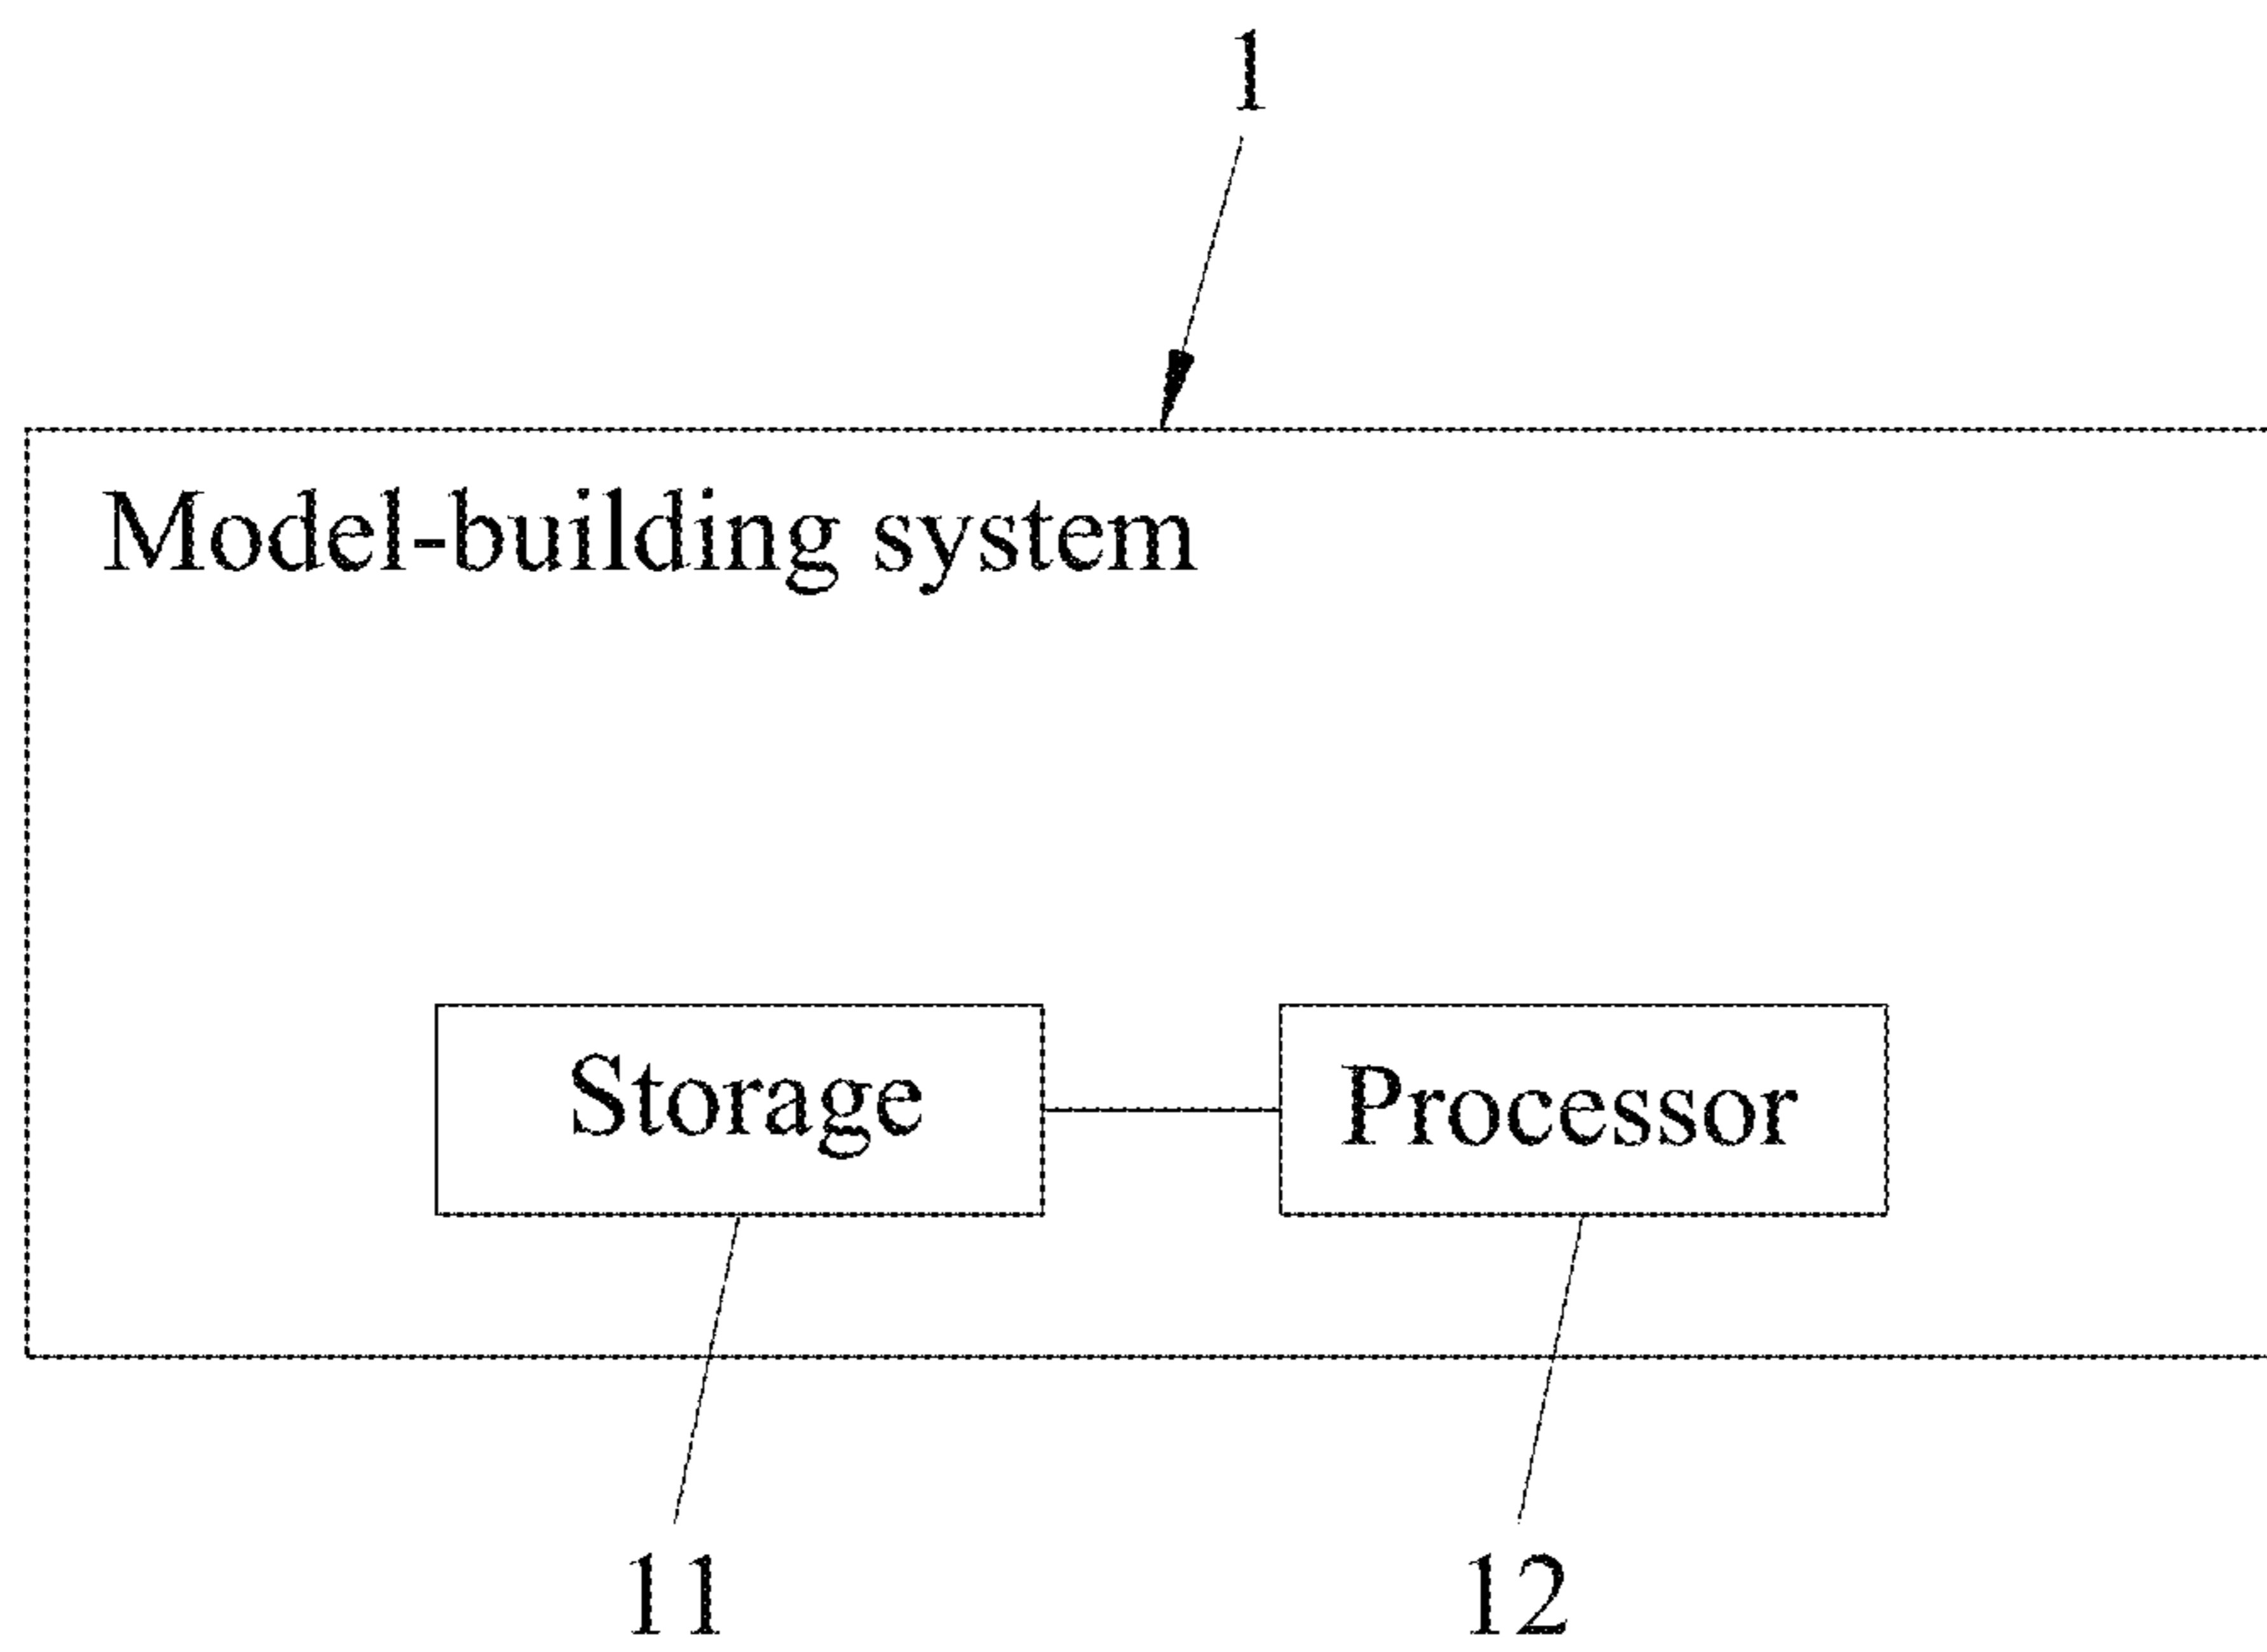 1
Model-building system
Storage
Processor
11
12